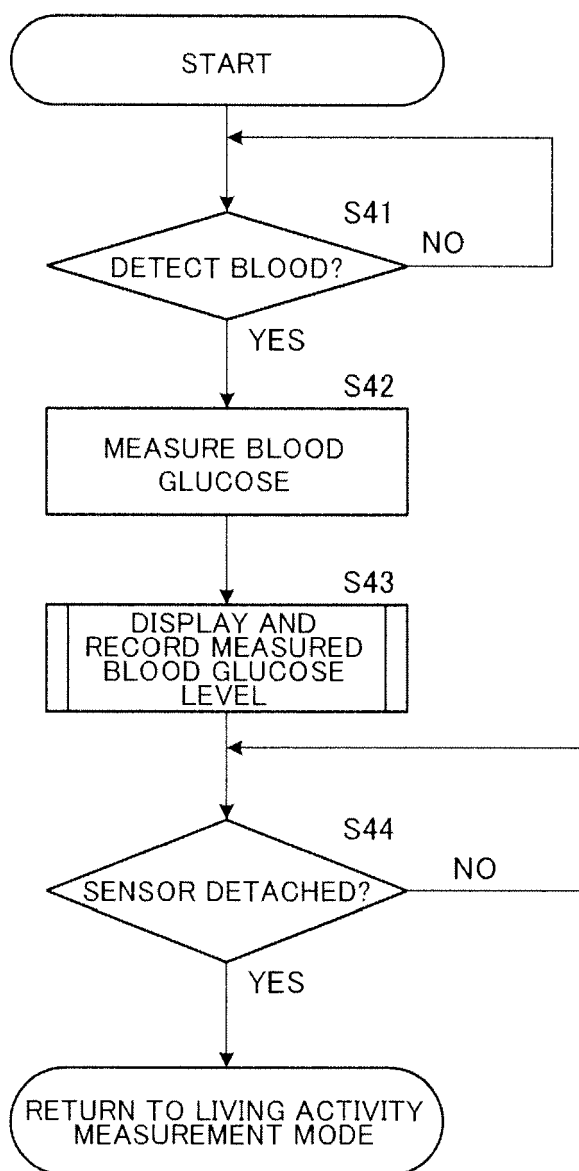 START
S41
DETECT BLOOD?
NO
YES
S42
MEASURE BLOOD
GLUCOSE
S43
DISPLAY AND
RECORD MEASURED
BLOOD GLUCOSE
LEVEL
S44
SENSOR DETACHED?
NO
YES
RETURN TO LIVING ACTIVITY
MEASUREMENT MODE